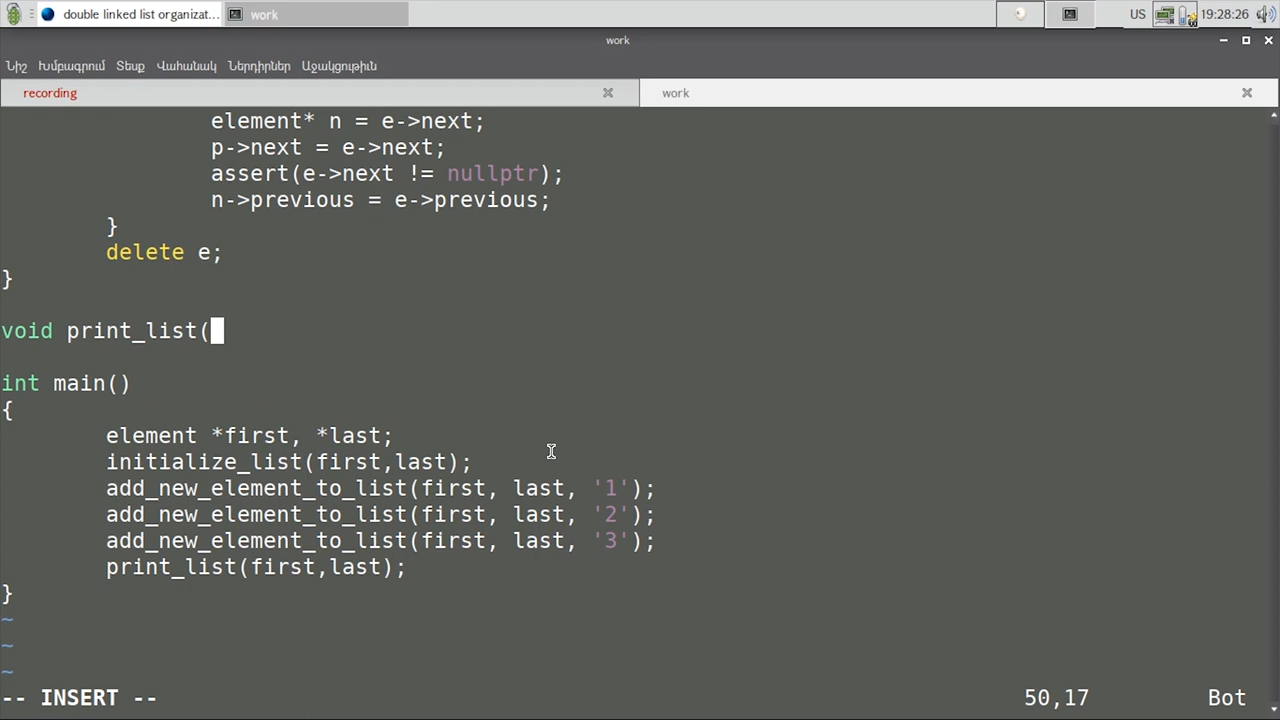 double linked list organizat...
work
US
19:28:26
work
Նիշ Խմբագրում Տեսք Վահանակ Ներդիրներ Աջակցութիւն
recording
work
element* n = e->next;
p->next = e->next;
assert(e->next != nullptr);
n->previous = e->previous;
}
delete e;
}
void print_list(
int main()
{
element *first, *last;
initialize_list(first,last);
add_new_element_to_list(first, last, '1');
add_new_element_to_list(first, last, '2');
add_new_element_to_list(first, last, '3');
print_list(first,last);
}
~
~
~
-- INSERT --
50,17
Bot